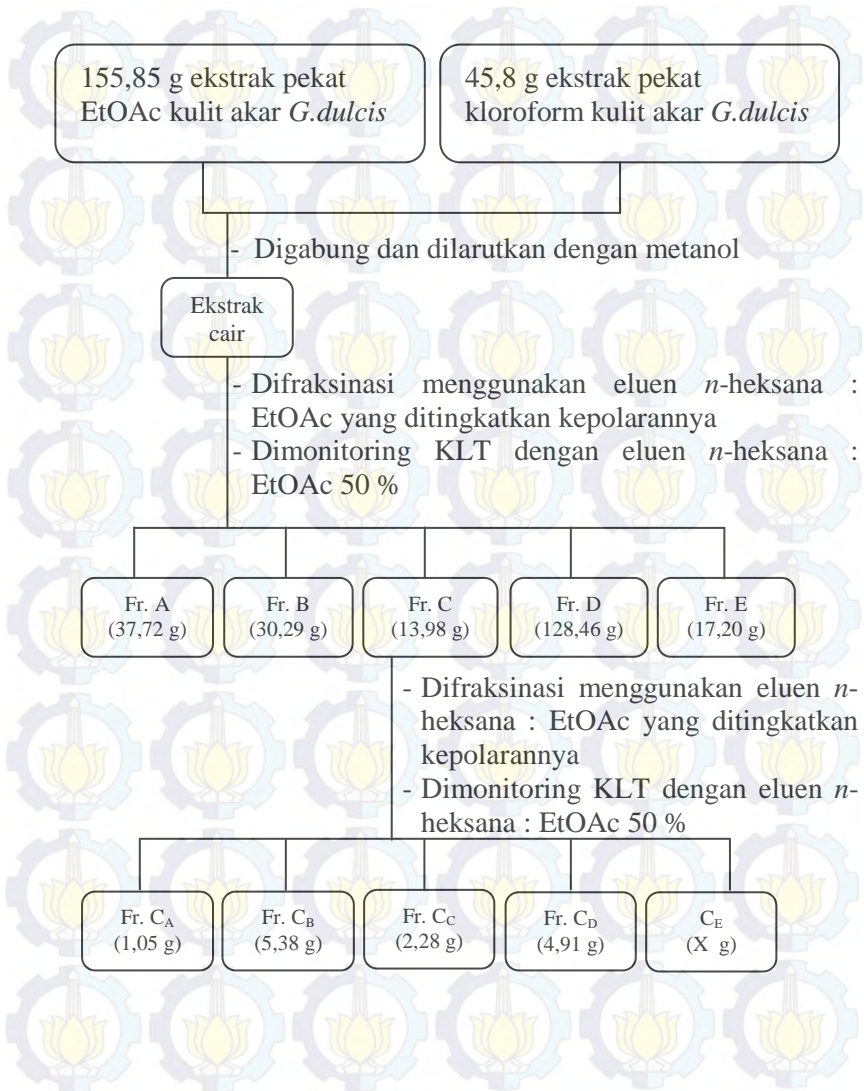 155,85 g ekstrak pekat
EtOAc kulit akar G.dulcis
45,8 g ekstrak pekat
kloroform kulit akar G.dulcis
- Digabung dan dilarutkan dengan metanol
Ekstrak
cair
- Difraksinasi menggunakan eluen n-heksana :
EtOAc yang ditingkatkan kepolarannya
- Dimonitoring KLT dengan eluen n-heksana :
EtOAc 50 %
Fr. A
(37,72 g)
Fr. B
(30,29 g)
Fr. C
(13,98 g)
Fr. D
(128,46 g)
Fr. E
(17,20 g)
- Difraksinasi menggunakan eluen n-
heksana : EtOAc yang ditingkatkan
kepolarannya
- Dimonitoring KLT dengan eluen n-
heksana : EtOAc 50 %
Fr. CA
(1,05 g)
Fr. CB
(5,38 g)
Fr. CC
(2,28 g)
Fr. CD
(4,91 g)
CE
(X g)